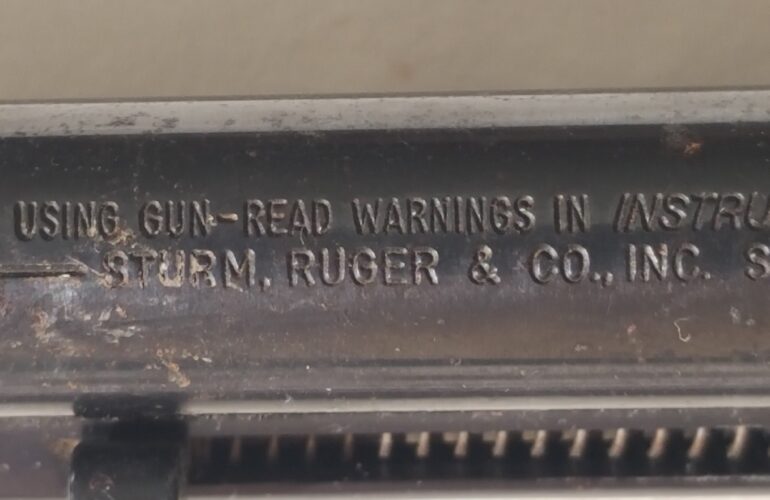 USING GUN-READ WARNINGS IN INSTRU
STURM, RUGER & CO., INC. S